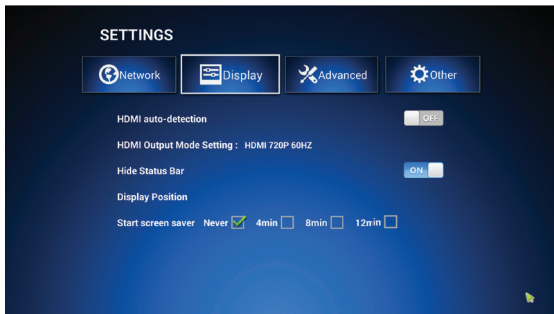 SETTINGS
Network Display Advanced Other
HDMI auto-detection OFF
HDMI Output Mode Setting : HDMI 720P 60HZ
Hide Status Bar ON
Display Position
Start screen saver Never 4min 8min 12min